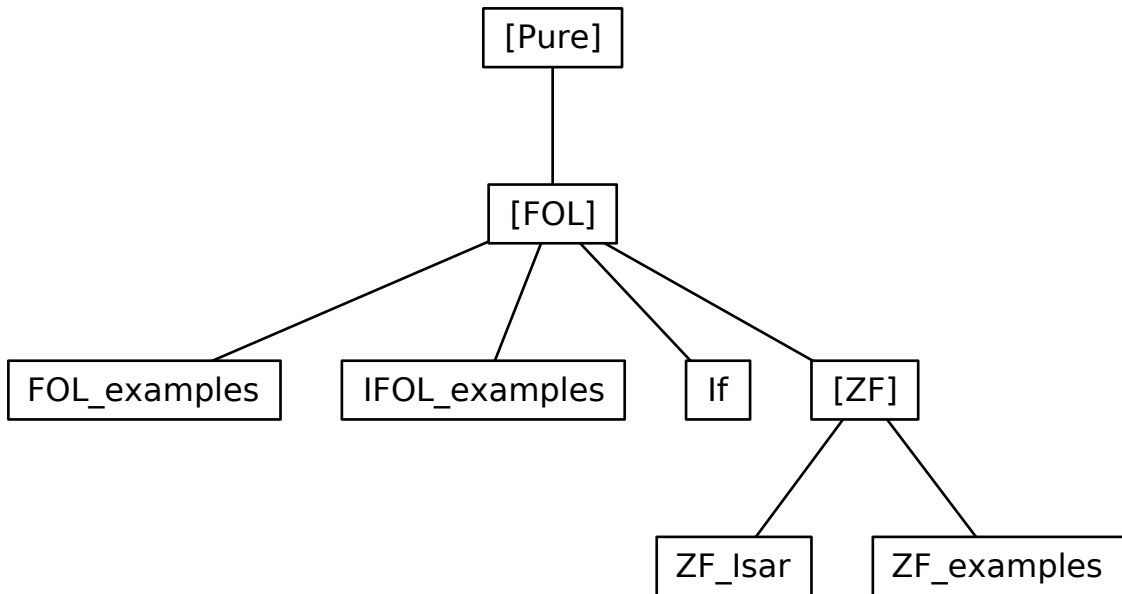 [Pure]
[FOL]
FOL_examples
IFOL_examples
If
[ZF]
ZF_Isar
ZF_examples